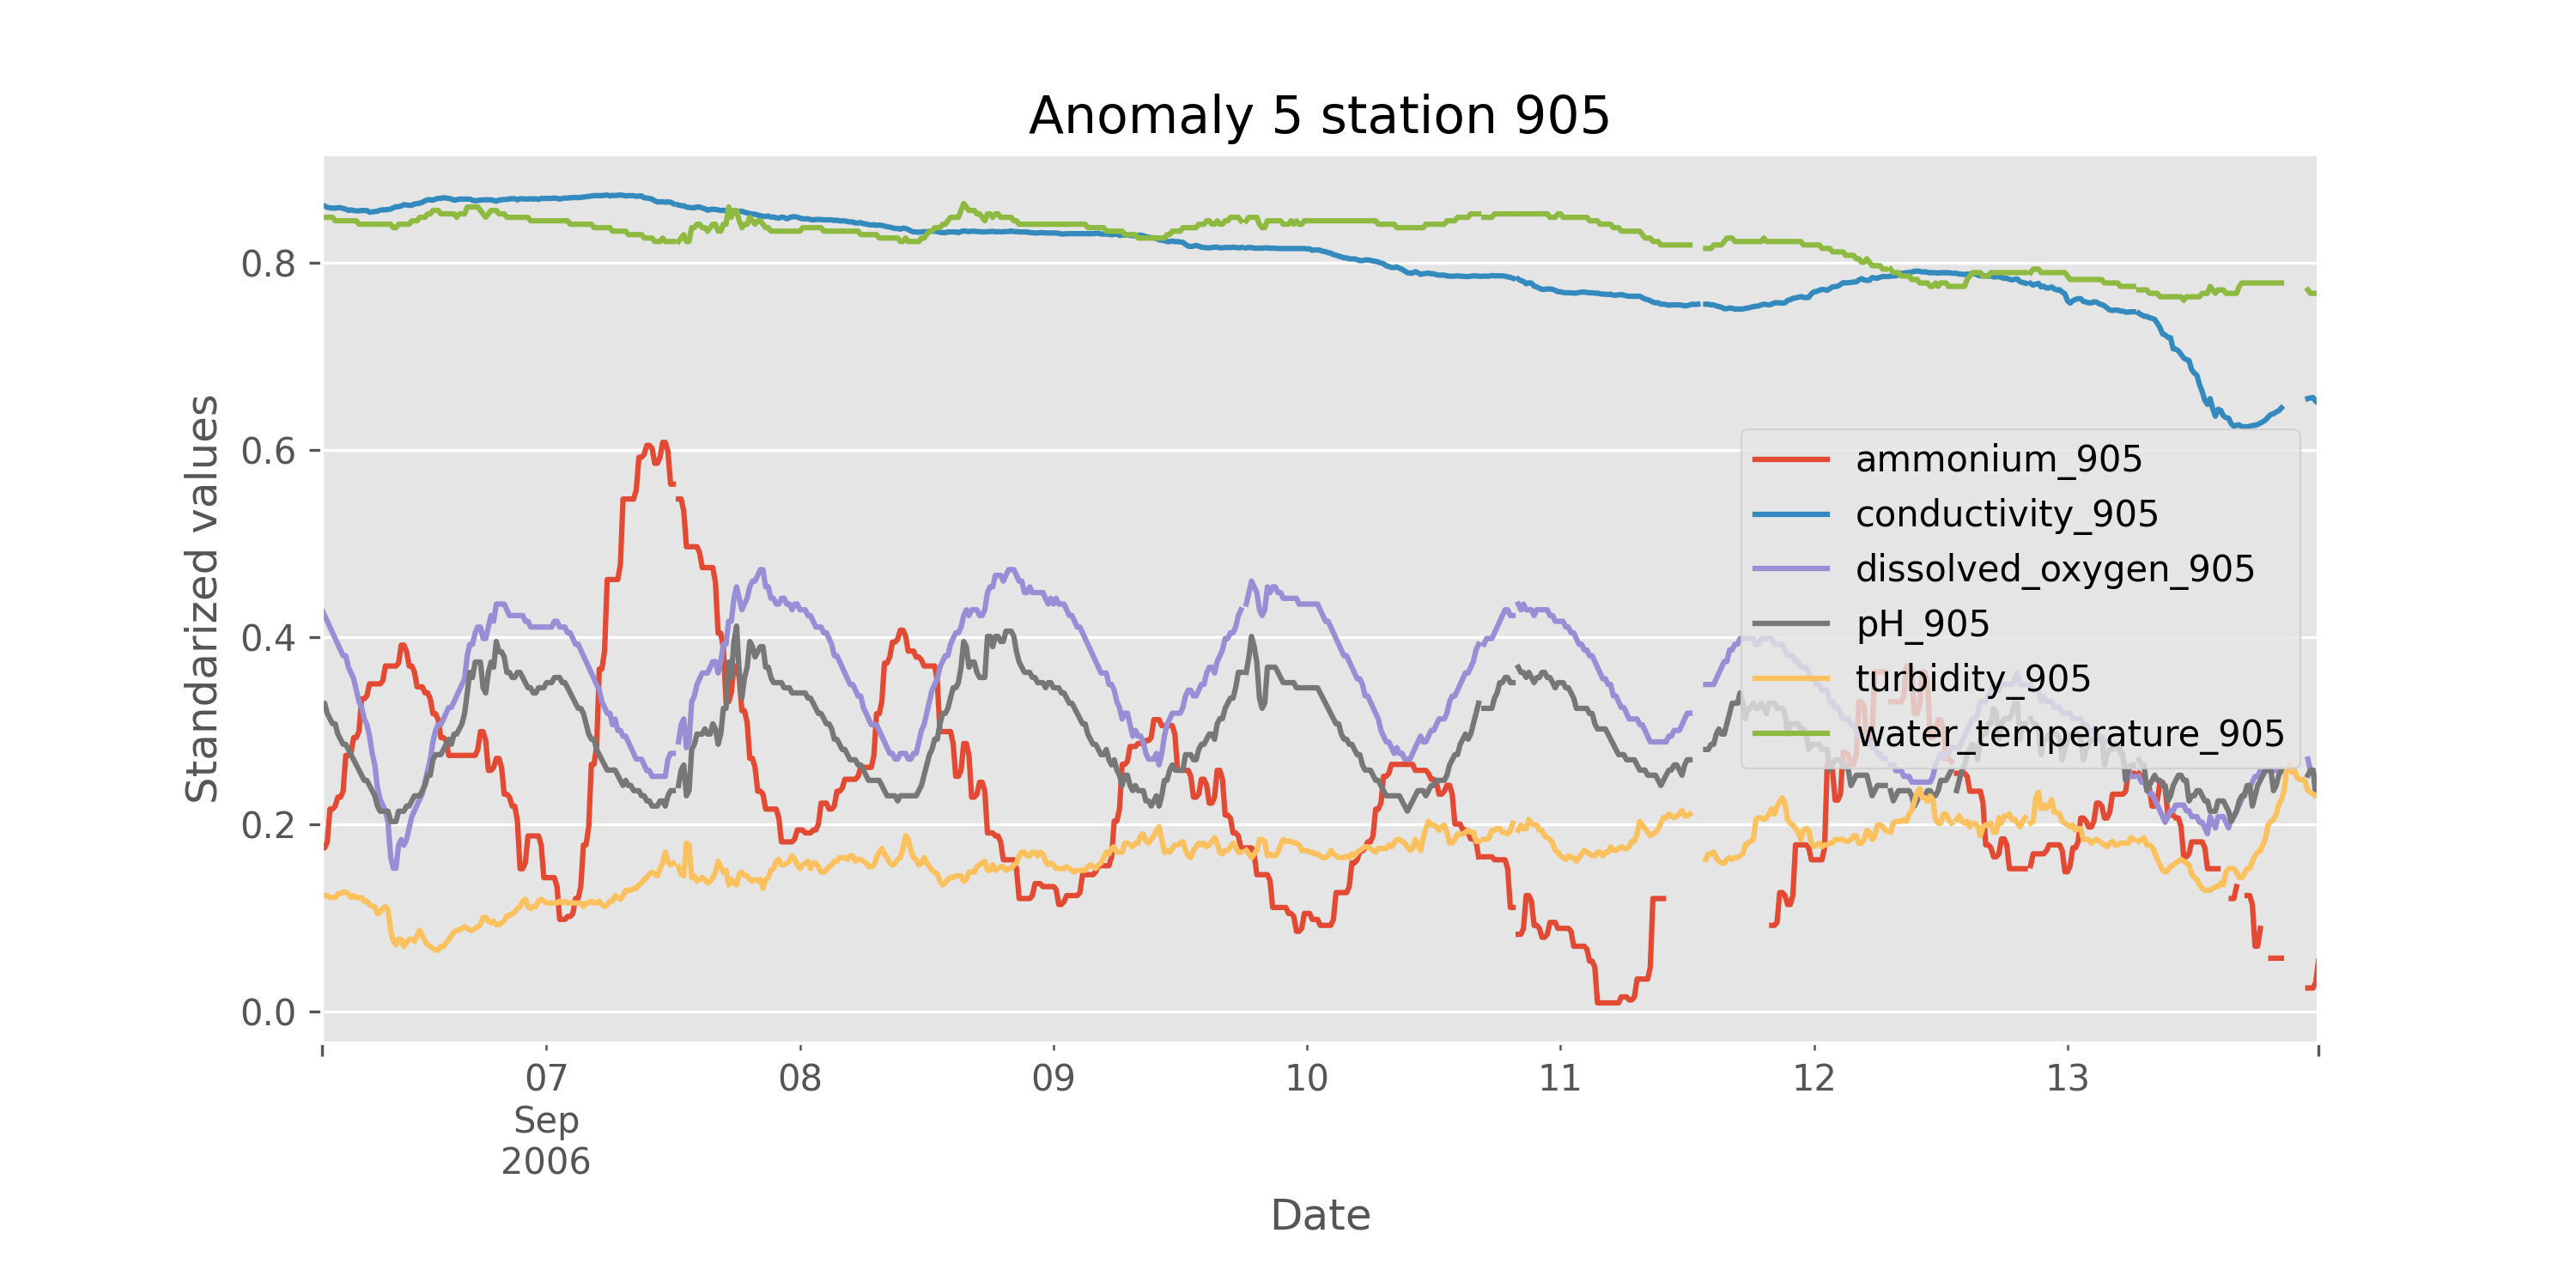 Anomaly 5 station 905
Standarized values
0.8
0.6
0.4
0.2
0.0
ammonium_905
conductivity_905
dissolved_oxygen_905
pH_905
turbidity_905
water_temperature_905
07 08 09 10 11 12 13
Sep
2006
Date